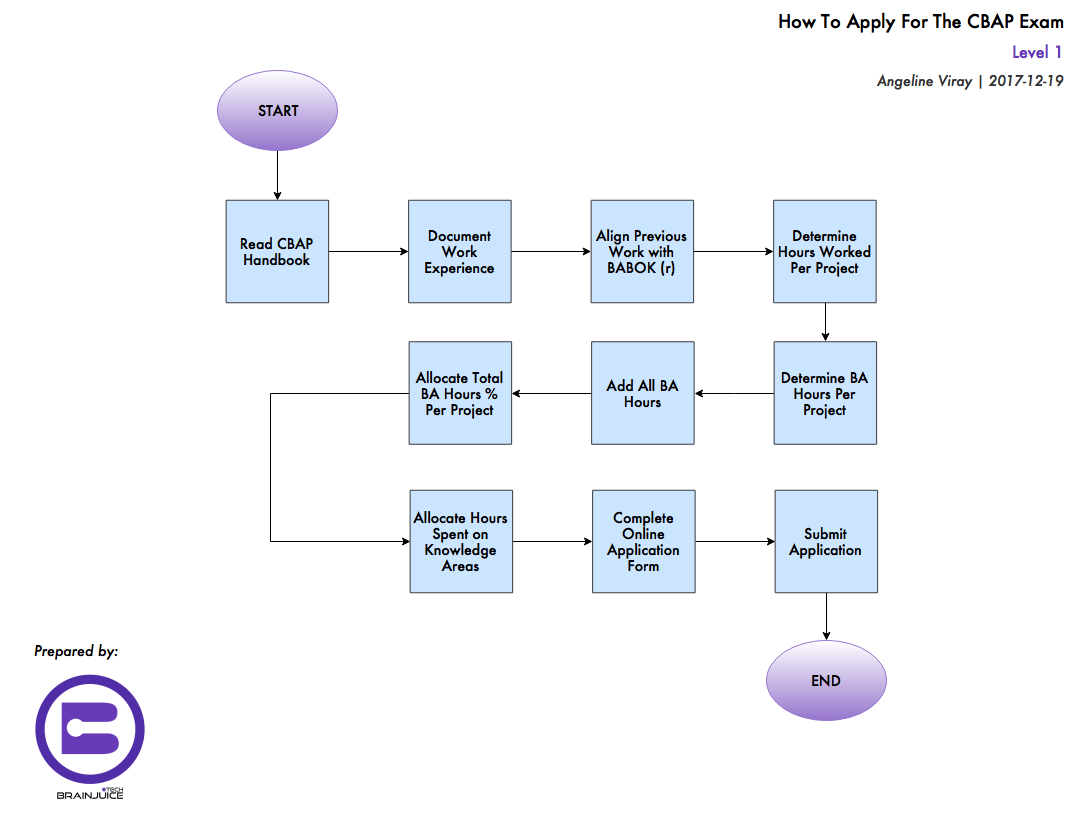 How To Apply For The CBAP Exam
Level 1
Angeline Viray | 2017-12-19
START
Read CBAP
Handbook
Document
Work
Experience
Align Previous
Work with
BABOK (r)
Determine
Hours Worked
Per Project
Determine BA
Hours Per
Project
Add All BA
Hours
Allocate Total
BA Hours %
Per Project
Allocate Hours
Spent on
Knowledge
Areas
Complete
Online
Application
Form
Submit
Application
END
Prepared by:
TECH
BRAINJUICE